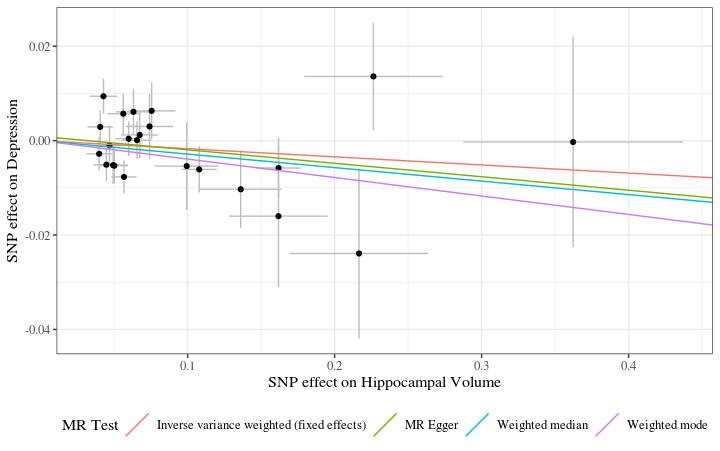 SNP effect on Depression
0.02
0.00
-0.02
-0.04
0.1 0.2 0.3 0.4
SNP effect on Hippocampal Volume
MR Test Inverse variance weighted (fixed effects) MR Egger Weighted median Weighted mode